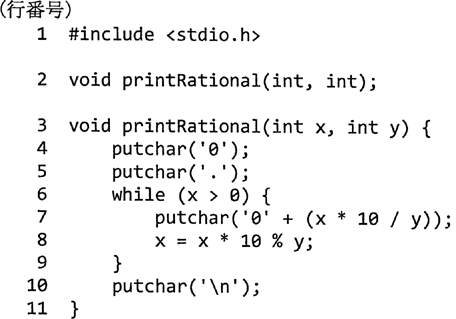 (行番号)
1 #include <stdio.h>
2 void printRational(int, int);
3 void printRational(int x, int y) {
4     putchar('0');
5     putchar('.');
6     while (x > 0) {
7         putchar('0' + (x * 10 / y));
8         x = x * 10 % y;
9     }
10     putchar('\n');
11 }